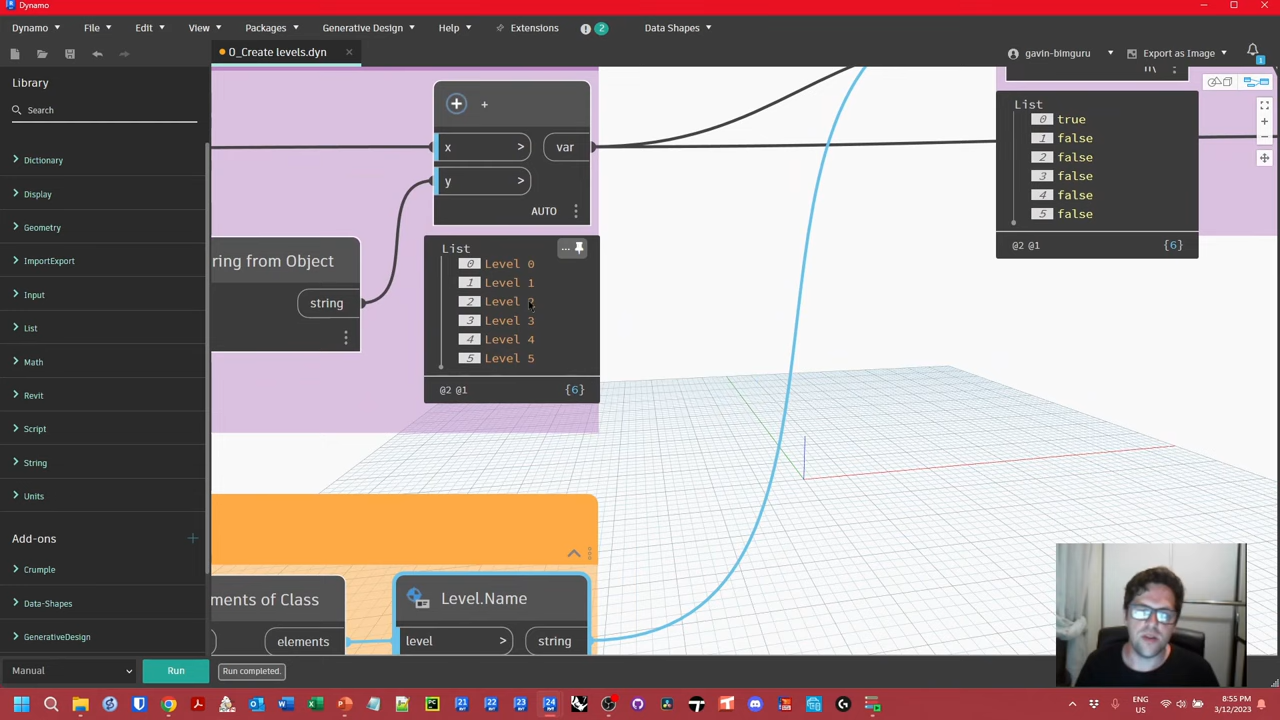 Dynamo
Dynamo File Edit View Packages Generative Design Help Extensions 2 Data Shapes
0_Create levels.dyn
gavin-bimguru Export as Image 1
Library
Search
Dictionary
Display
Geometry
ImportExport
Input
List
Math
Revit
Script
String
Units
Add-ons
Crumple
Data-Shapes
GenerativeDesign
+ +
x > var
y >
AUTO
ring from Object
string
List
0 Level 0
1 Level 1
2 Level 2
3 Level 3
4 Level 4
5 Level 5
@2 @1 {6}
List
0 true
1 false
2 false
3 false
4 false
5 false
@2 @1 {6}
ments of Class
elements
Level.Name
level > string
Manual Run Run completed.
21 22 23 24
ENG
US
8:55 PM
3/12/2023